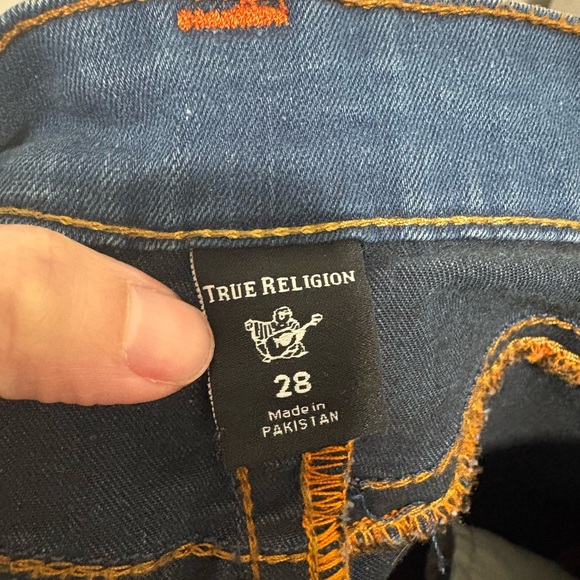 TRUE RELIGION
28
Made in
PAKISTAN